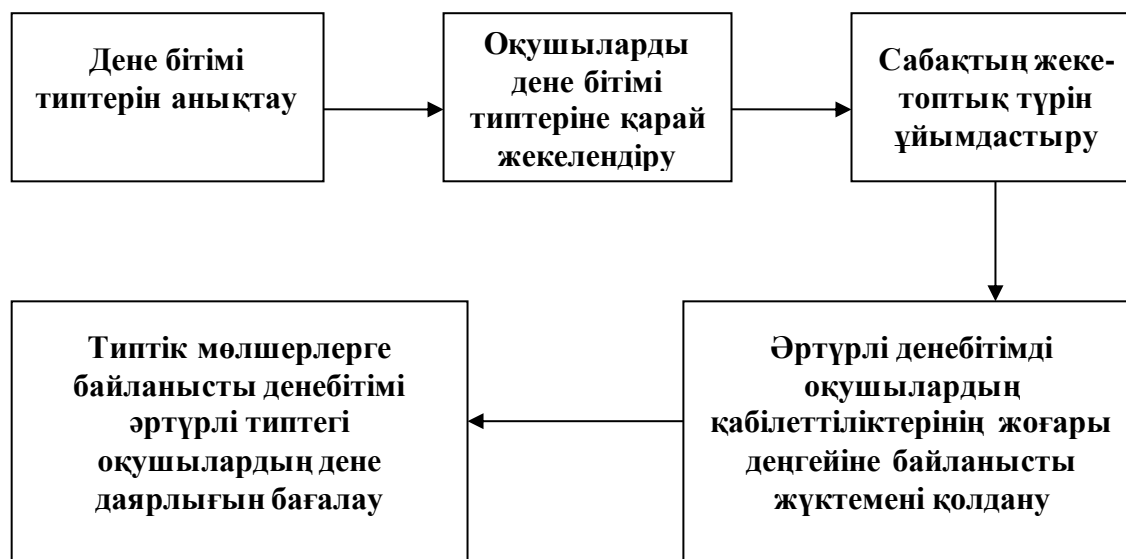 Дене бітімі
типтерін анықтау
Оқушыларды
дене бітімі
типтеріне қарай
жекелендіру
Сабақтың жеке-
топтық түрін
ұйымдастыру
Әртүрлі денебітімді
оқушылардың
қабілеттіліктерінің жоғары
деңгейіне байланысты
жүктемені қолдану
Типтік мөлшерлерге
байланысты денебітімі
әртүрлі типтегі
оқушылардың дене
даярлығын бағалау